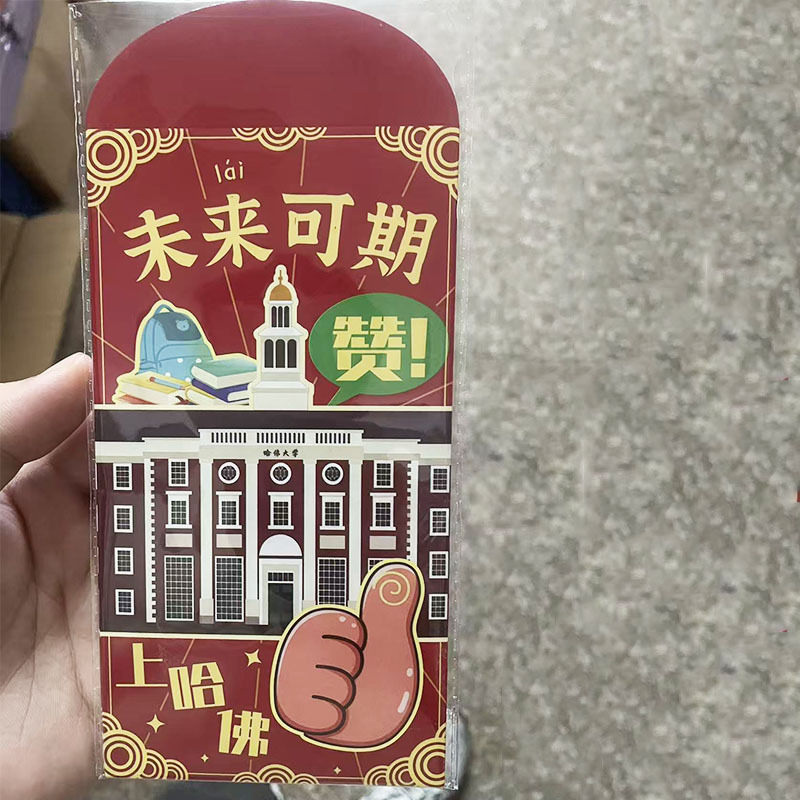 lái
未来可期
赞!
哈佛大学
上哈佛